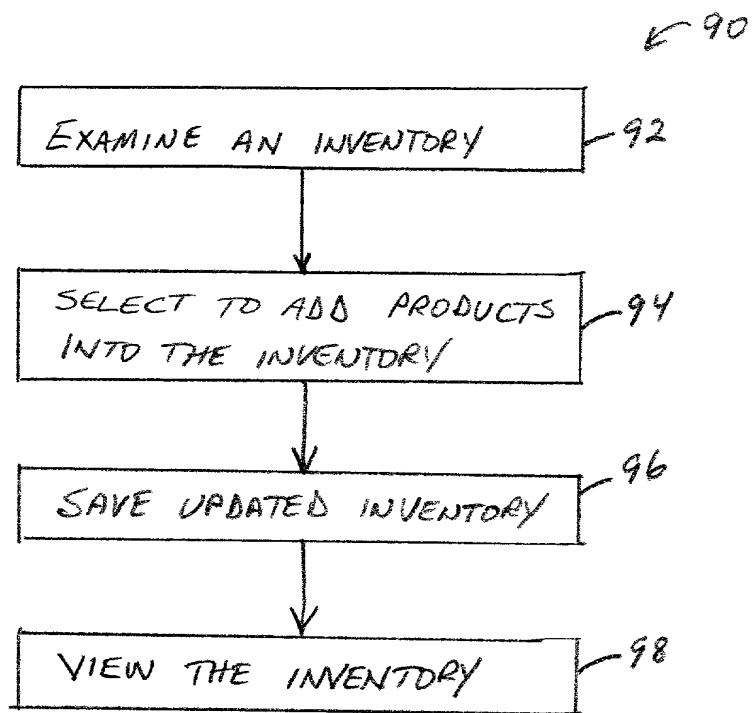 90
EXAMINE AN INVENTORY
92
SELECT TO ADD PRODUCTS
INTO THE INVENTORY
94
SAVE UPDATED INVENTORY
96
VIEW THE INVENTORY
98